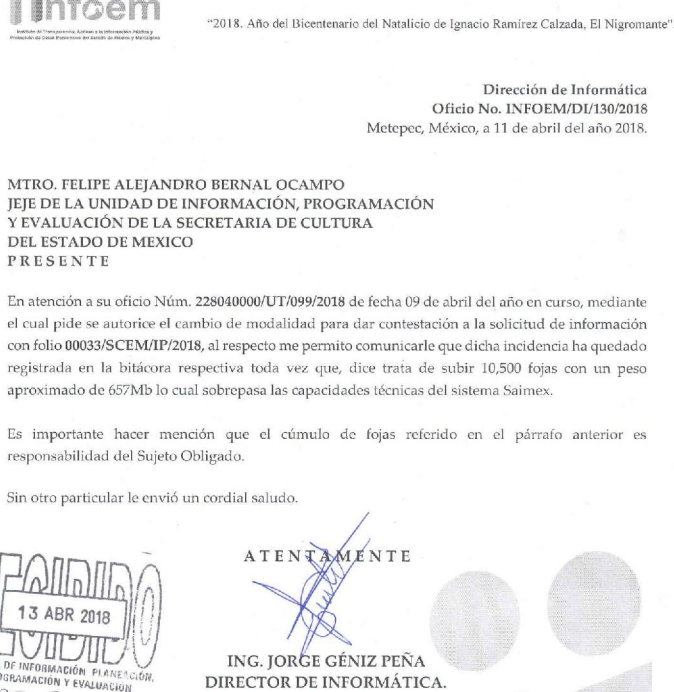 Infoem
Instituto de Transparencia, Acceso a la Información Pública y
Protección de Datos Personales del Estado de México y Municipios
"2018. Año del Bicentenario del Natalicio de Ignacio Ramírez Calzada, El Nigromante"
Dirección de Informática
Oficio No. INFOEM/DI/130/2018
Metepec, México, a 11 de abril del año 2018.
MTRO. FELIPE ALEJANDRO BERNAL OCAMPO
JEJE DE LA UNIDAD DE INFORMACIÓN, PROGRAMACIÓN
Y EVALUACIÓN DE LA SECRETARIA DE CULTURA
DEL ESTADO DE MEXICO
P R E S E N T E
En atención a su oficio Núm. 228040000/UT/099/2018 de fecha 09 de abril del año en curso, mediante
el cual pide se autorice el cambio de modalidad para dar contestación a la solicitud de información
con folio 00033/SCEM/IP/2018, al respecto me permito comunicarle que dicha incidencia ha quedado
registrada en la bitácora respectiva toda vez que, dice trata de subir 10,500 fojas con un peso
aproximado de 657Mb lo cual sobrepasa las capacidades técnicas del sistema Saimex.
Es importante hacer mención que el cúmulo de fojas referido en el párrafo anterior es
responsabilidad del Sujeto Obligado.
Sin otro particular le envió un cordial saludo.
A T E N T A M E N T E
ECIBIDO
13 ABR 2018
DE INFORMACIÓN PLANEACIÓN,
OGRAMACIÓN Y EVALUACIÓN
ING. JORGE GÉNIZ PEÑA
DIRECTOR DE INFORMÁTICA.